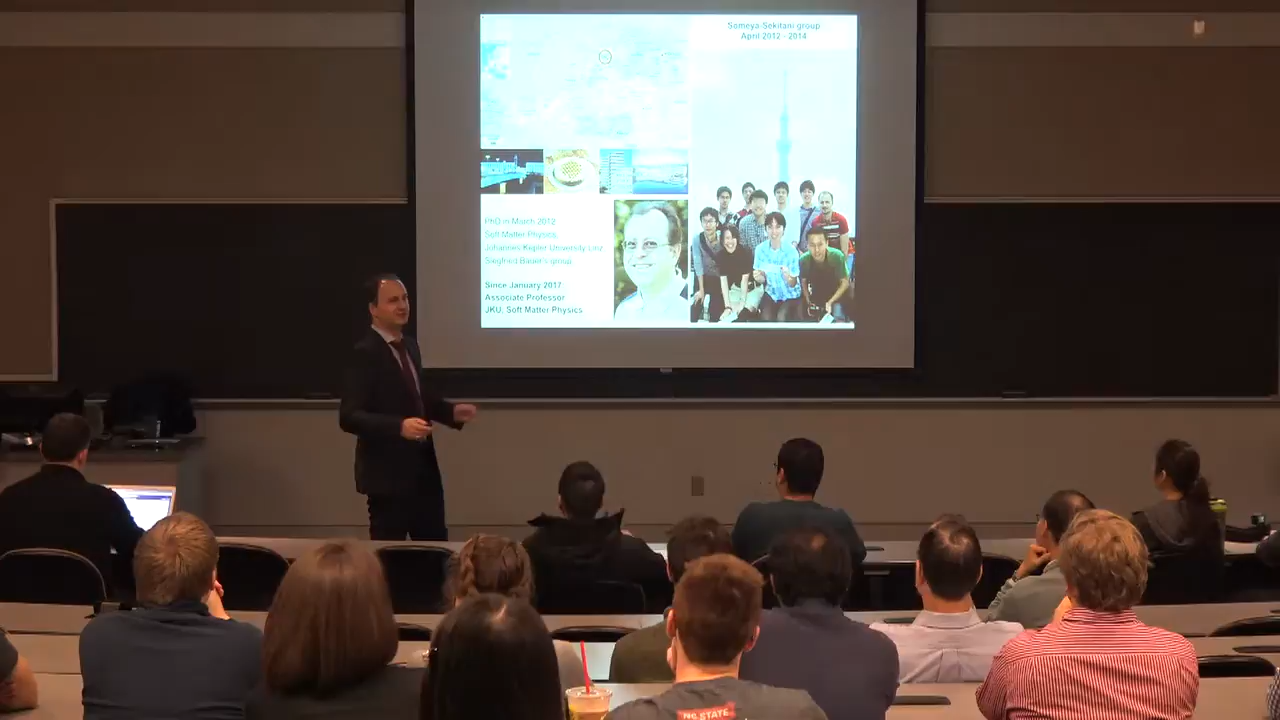 Someya-Sekitani group
April 2012 - 2014
PhD in March 2012
Soft Matter Physics,
Johannes Kepler University Linz
Siegfried Bauer's group
Since January 2017
Associate Professor
JKU, Soft Matter Physics
NC STATE